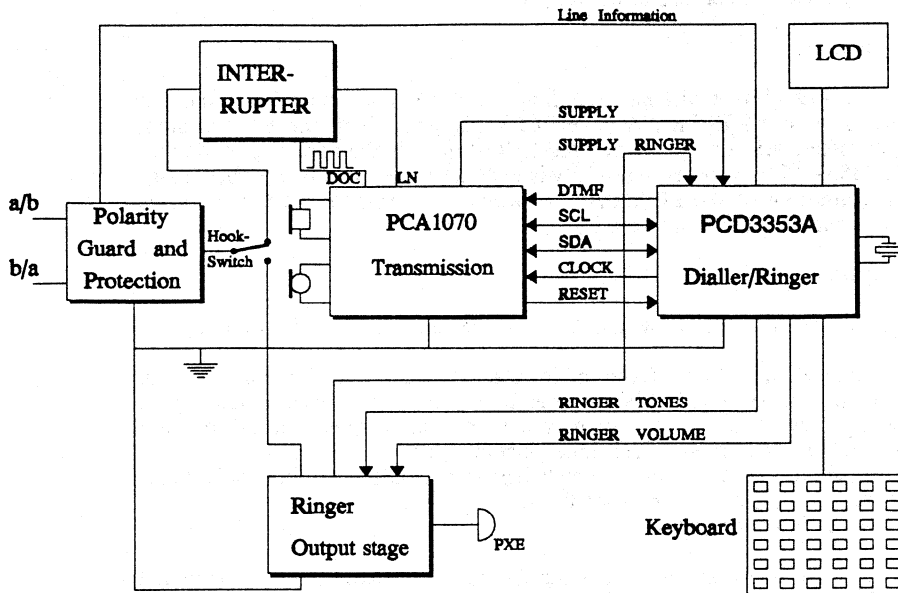 Line Information
INTER-
RUPTER
LCD
SUPPLY
SUPPLY RINGER
DOC
LN
a/b
b/a
Polarity
Guard and
Protection
Hook-
Switch
PCA1070
Transmission
DTMF
SCL
SDA
CLOCK
RESET
PCD3353A
Dialler/Ringer
RINGER TONES
RINGER VOLUME
Ringer
Output stage
PXE
Keyboard